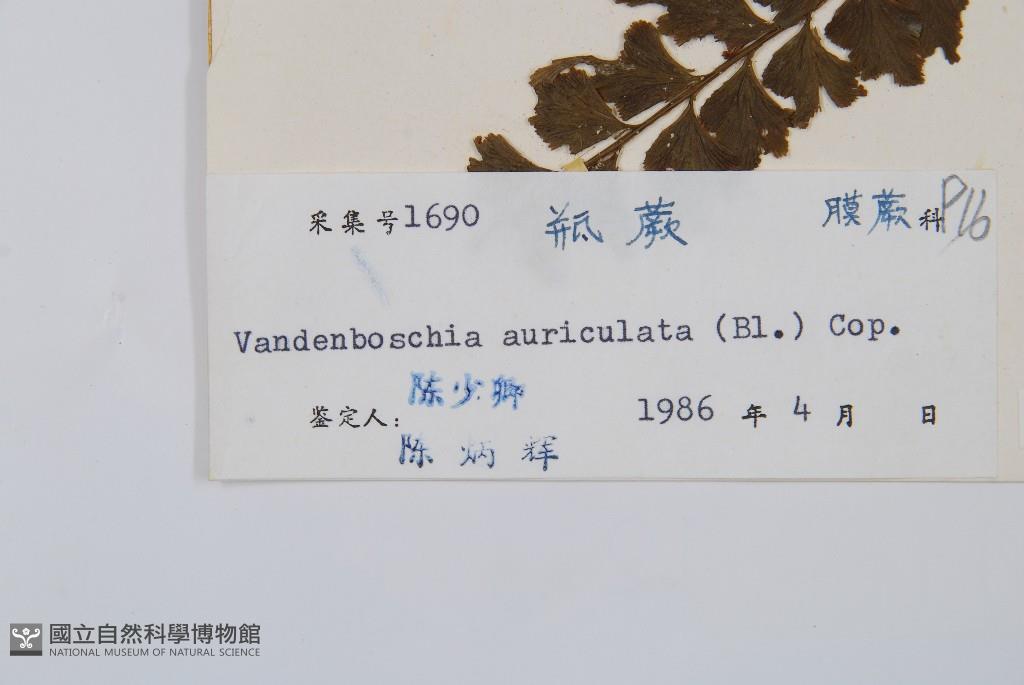 采集号1690 瓶蕨 膜蕨科 P16
Vandenboschia auriculata (Bl.) Cop.
陈少卿
鉴定人: 1986 年 4 月 日
陈炳辉
國立自然科學博物館
NATIONAL MUSEUM OF NATURAL SCIENCE